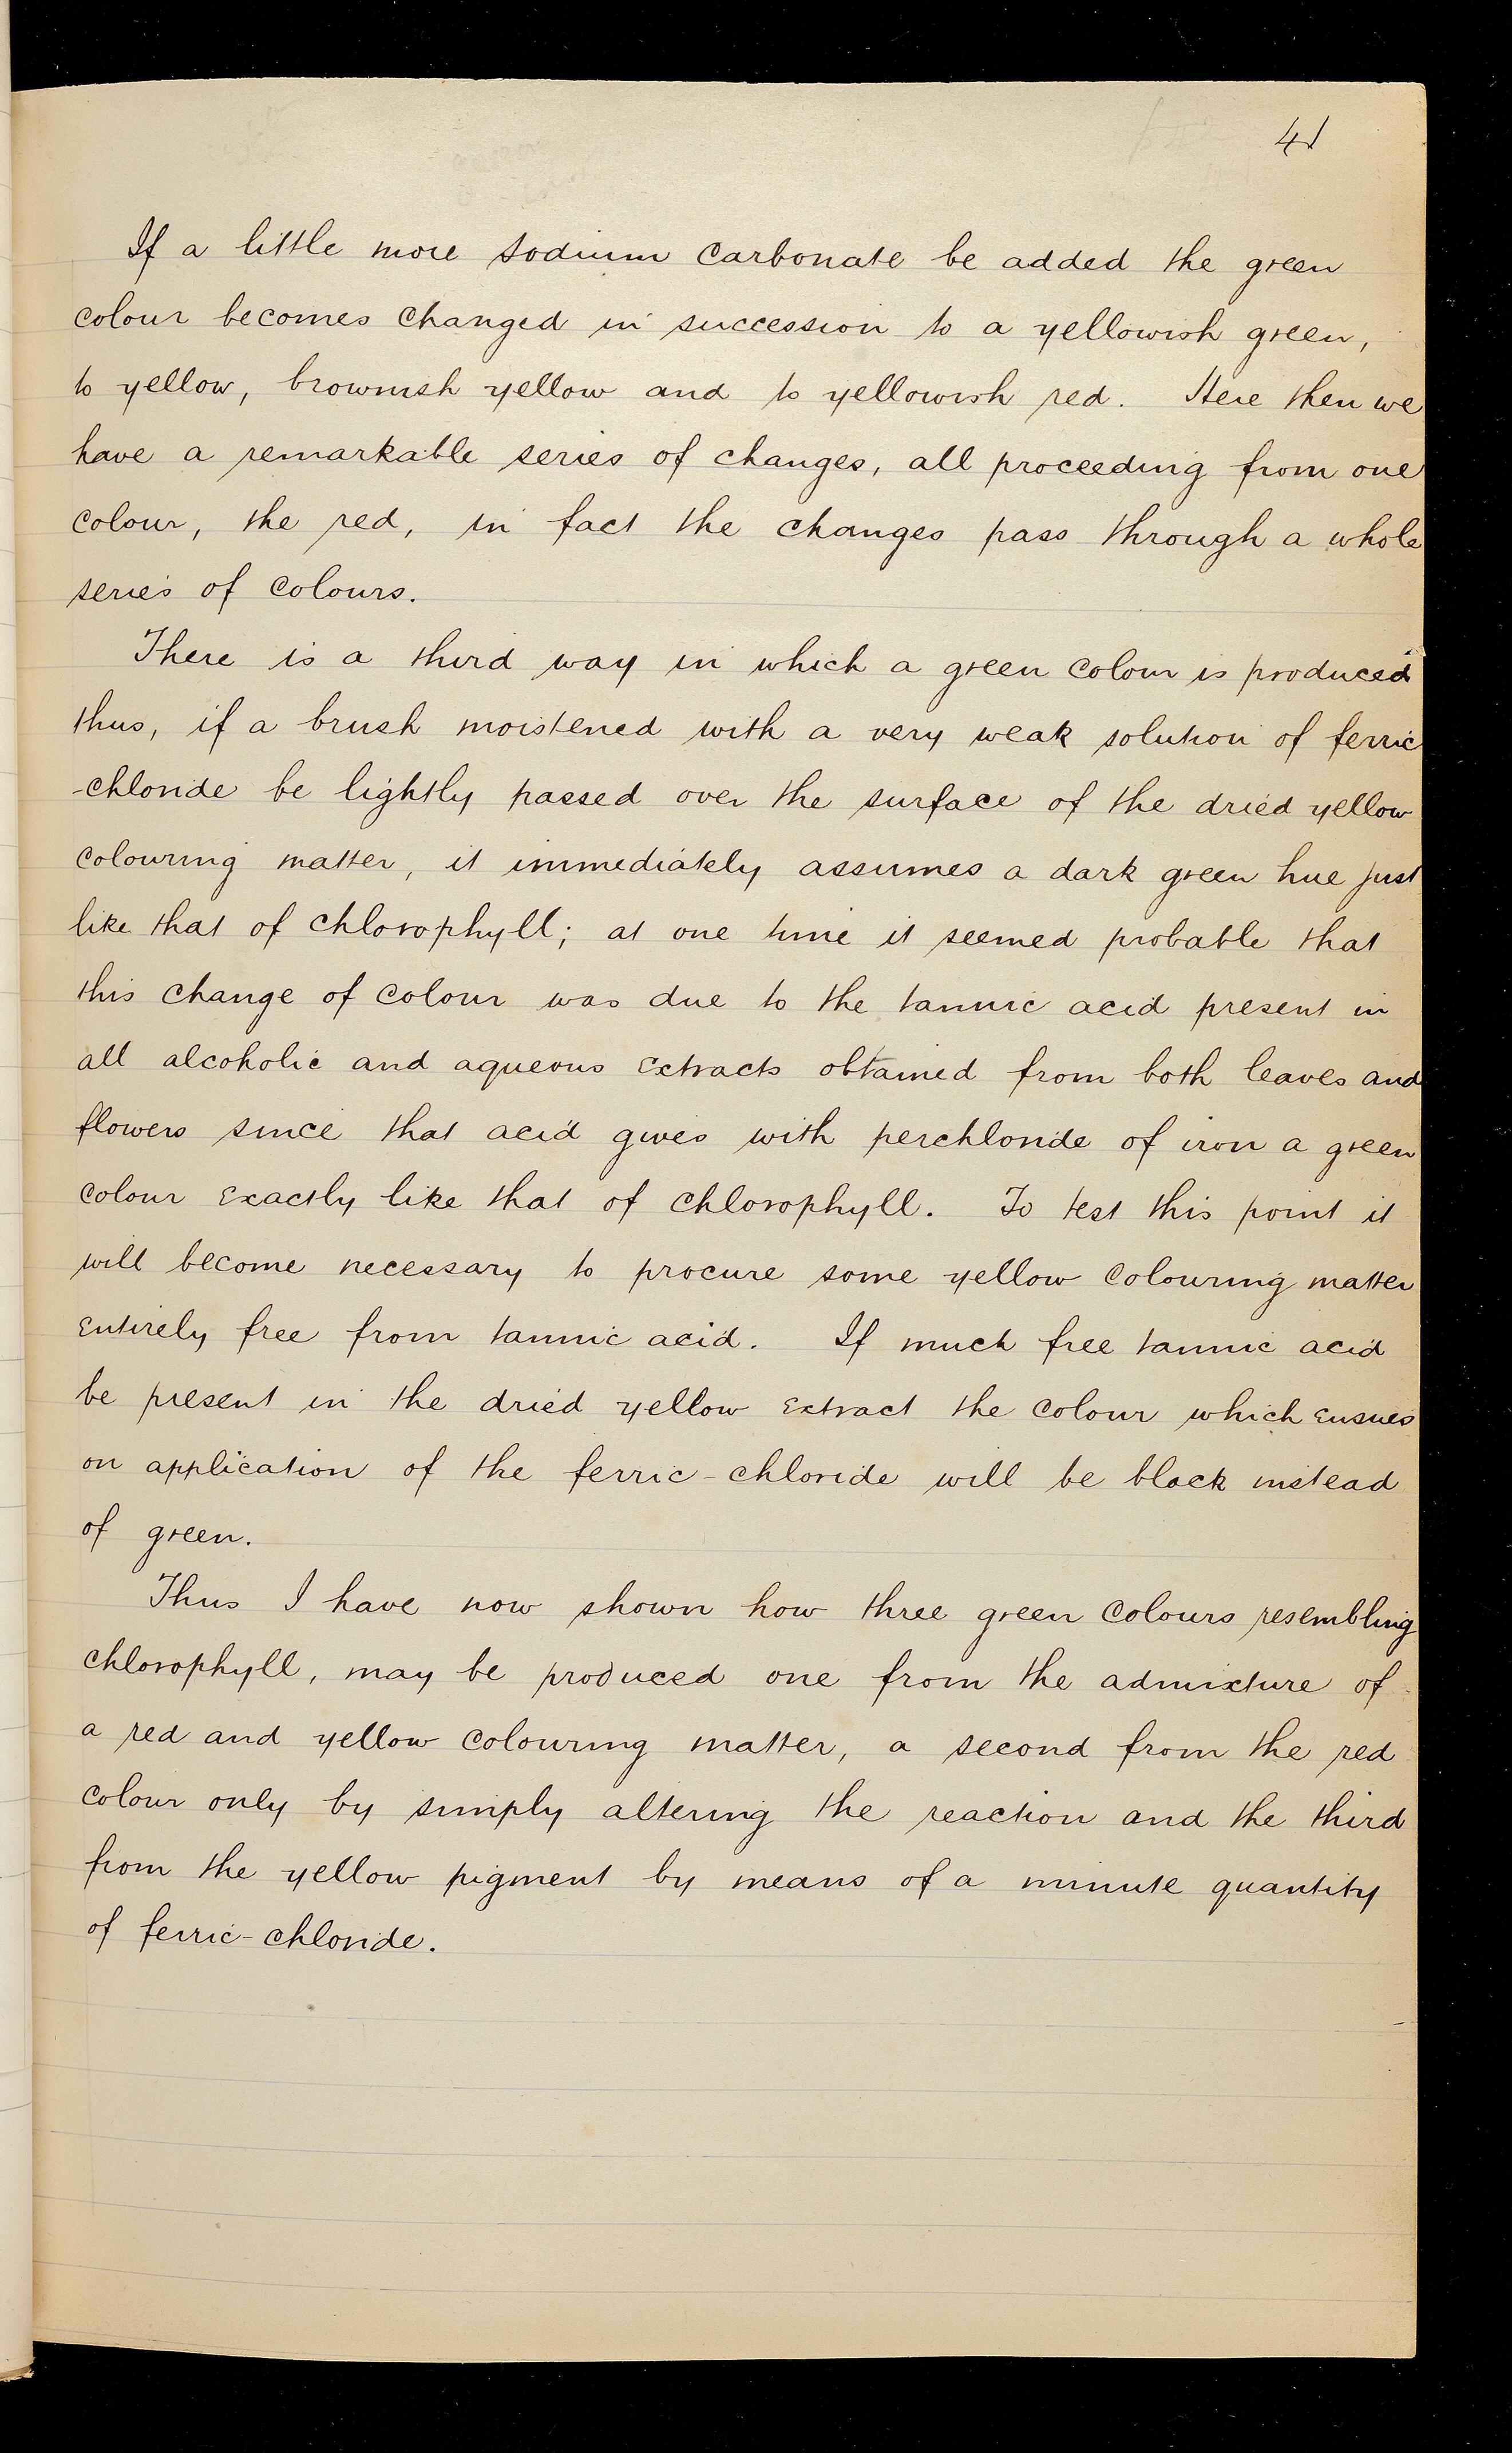 41
If a little more sodium carbonate be added the green
colour becomes changed in succession to a yellowish green,
to yellow, brownish yellow and to yellowish red. Here then we
have a remarkable series of changes, all proceeding from one
colour, the red, in fact the changes pass through a whole
series of colours.
There is a third way in which a green colour is produced
thus, if a brush moistened with a very weak solution of ferric
-chloride be lightly passed over the surface of the dried yellow
colouring matter, it immediately assumes a dark green hue just
like that of chlorophyll; at one time it seemed probable that
this change of colour was due to the tannic acid present in
all alcoholic and aqueous extracts obtained from both leaves and
flowers since that acid gives with perchloride of iron a green
colour exactly like that of chlorophyll. To test this point it
will become necessary to procure some yellow colouring matter
entirely free from tannic acid. If much free tannic acid
be present in the dried yellow extract the colour which ensues
on application of the ferric-chloride will be black instead
of green.
Thus I have now shown how three green colours resembling
chlorophyll, may be produced one from the admixture of
a red and yellow colouring matter, a second from the red
colour only by simply altering the reaction and the third
from the yellow pigment by means of a minute quantity
of ferric-chloride.